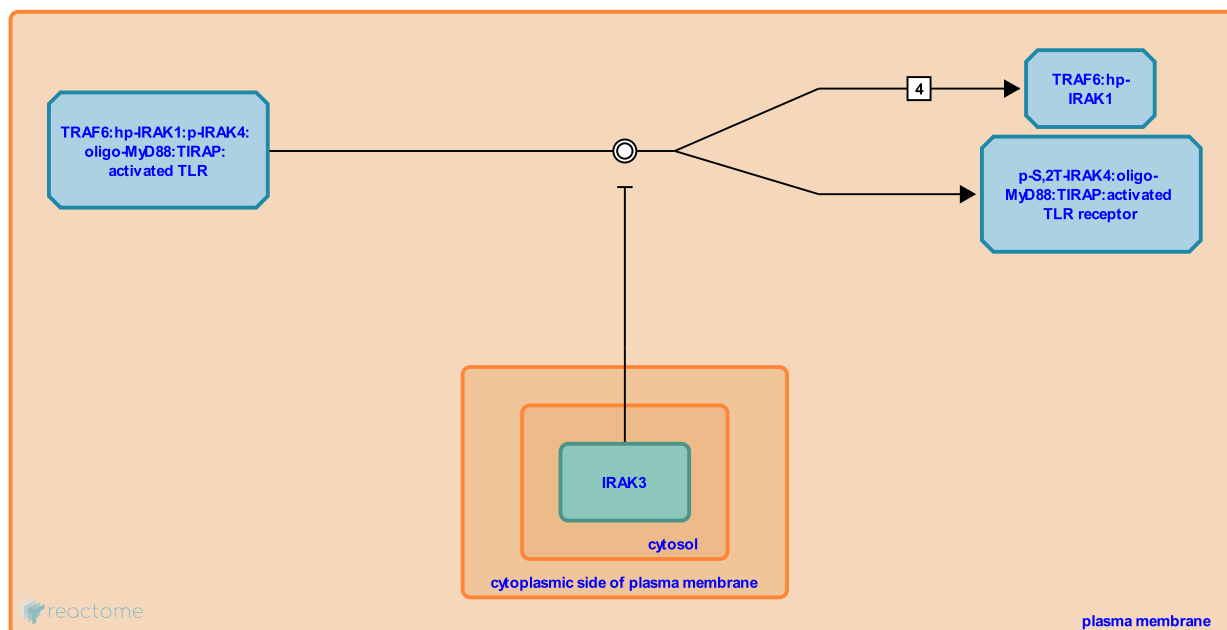 TRAF6:hp-IRAK1:p-IRAK4:
oligo-MyD88:TIRAP:
activated TLR
4
TRAF6:hp-
IRAK1
p-S,2T-IRAK4:oligo-
MyD88:TIRAP:activated
TLR receptor
IRAK3
cytosol
cytoplasmic side of plasma membrane
reactome
plasma membrane